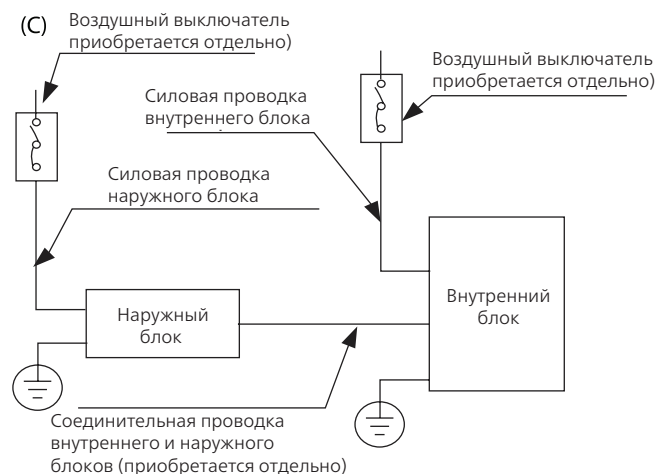 (C)
Воздушный выключатель
приобретается отдельно)
Воздушный выключатель
приобретается отдельно)
Силовая проводка
внутреннего блока
Силовая проводка
наружного блока
Наружный
блок
Внутренний
блок
Соединительная проводка
внутреннего и наружного
блоков (приобретается отдельно)